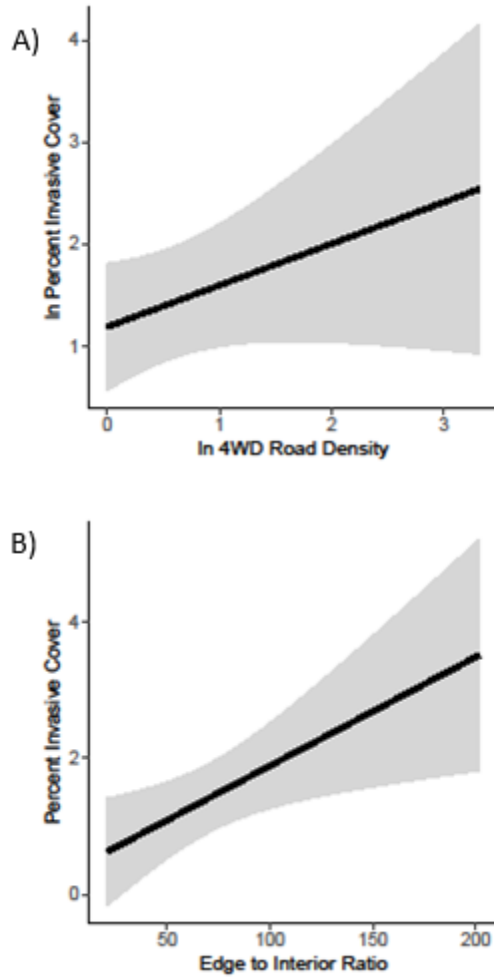 A)
ln Percent Invasive Cover
4
3
2
1
0 1 2 3
ln 4WD Road Density
B)
Percent Invasive Cover
4
2
0
50 100 150 200
Edge to Interior Ratio